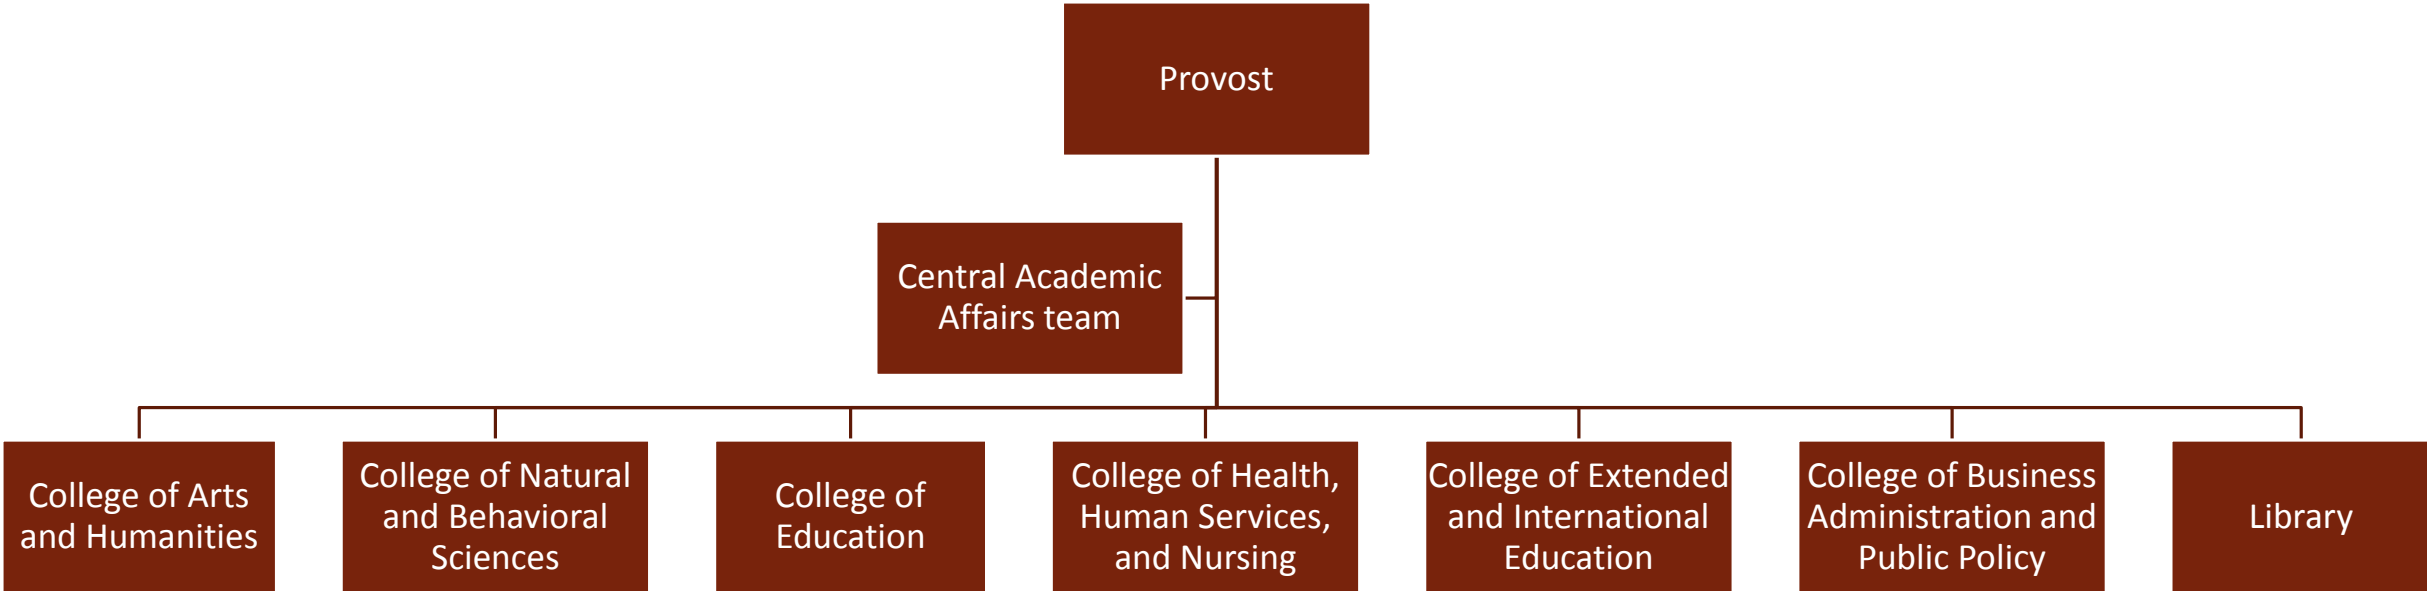 Provost
Central Academic
Affairs team
College of Arts
and Humanities
College of Natural
and Behavioral
Sciences
College of
Education
College of Health,
Human Services,
and Nursing
College of Extended
and International
Education
College of Business
Administration and
Public Policy
Library